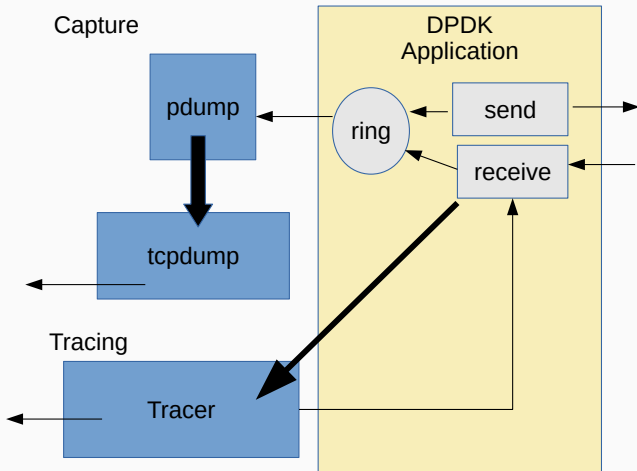 Capture
DPDK
Application
pdump
send
ring
receive
tcpdump
Tracing
Tracer